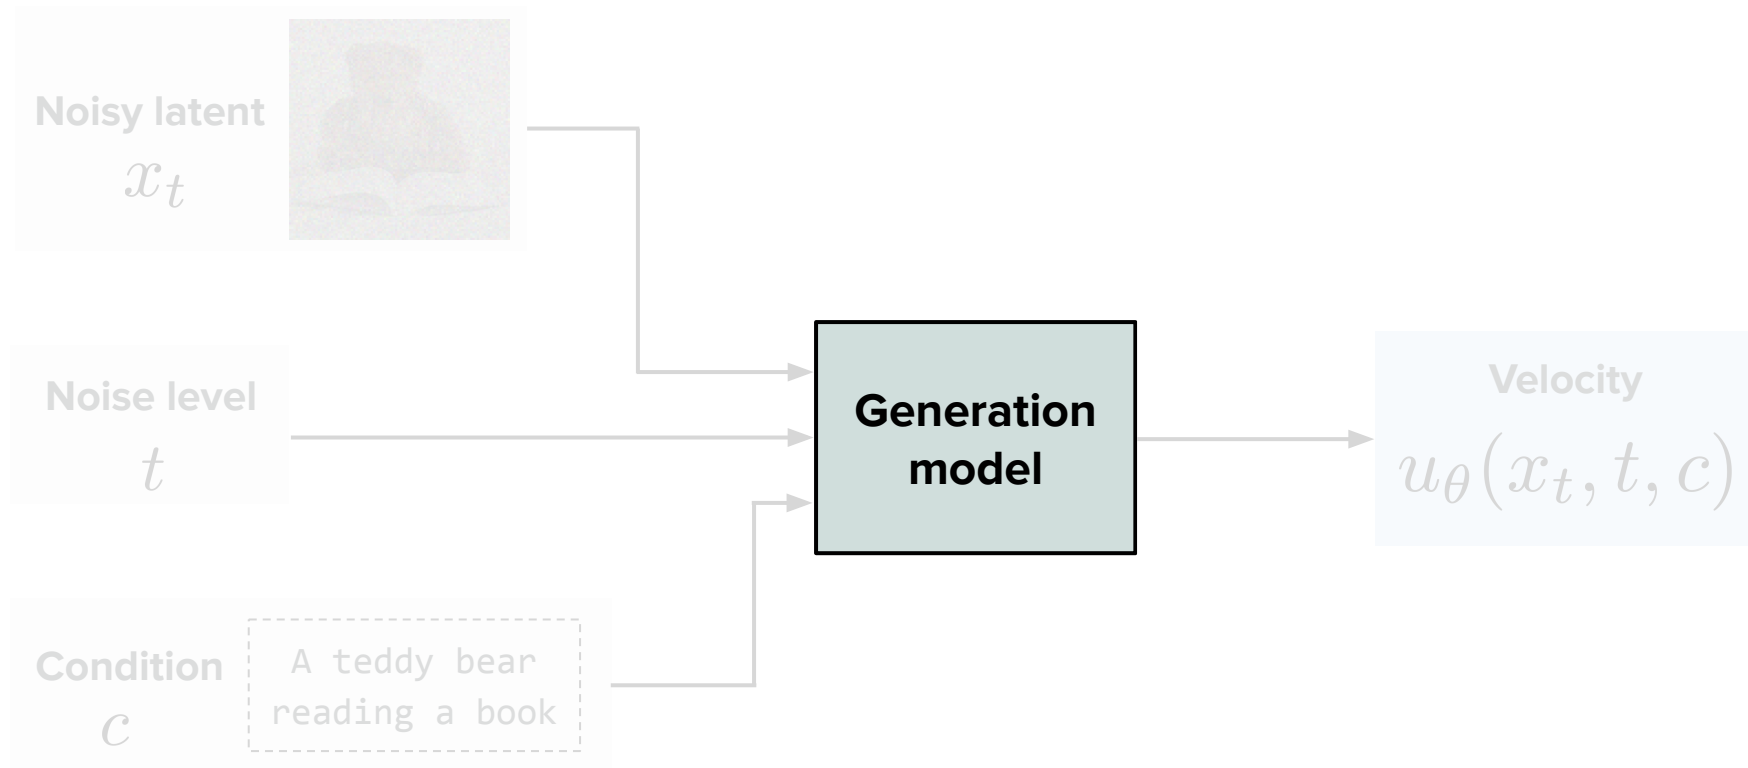 Noisy latent
x_t
Noise level
t
Condition
c
A teddy bear
reading a book
Generation
model
Velocity
u_θ(x_t, t, c)